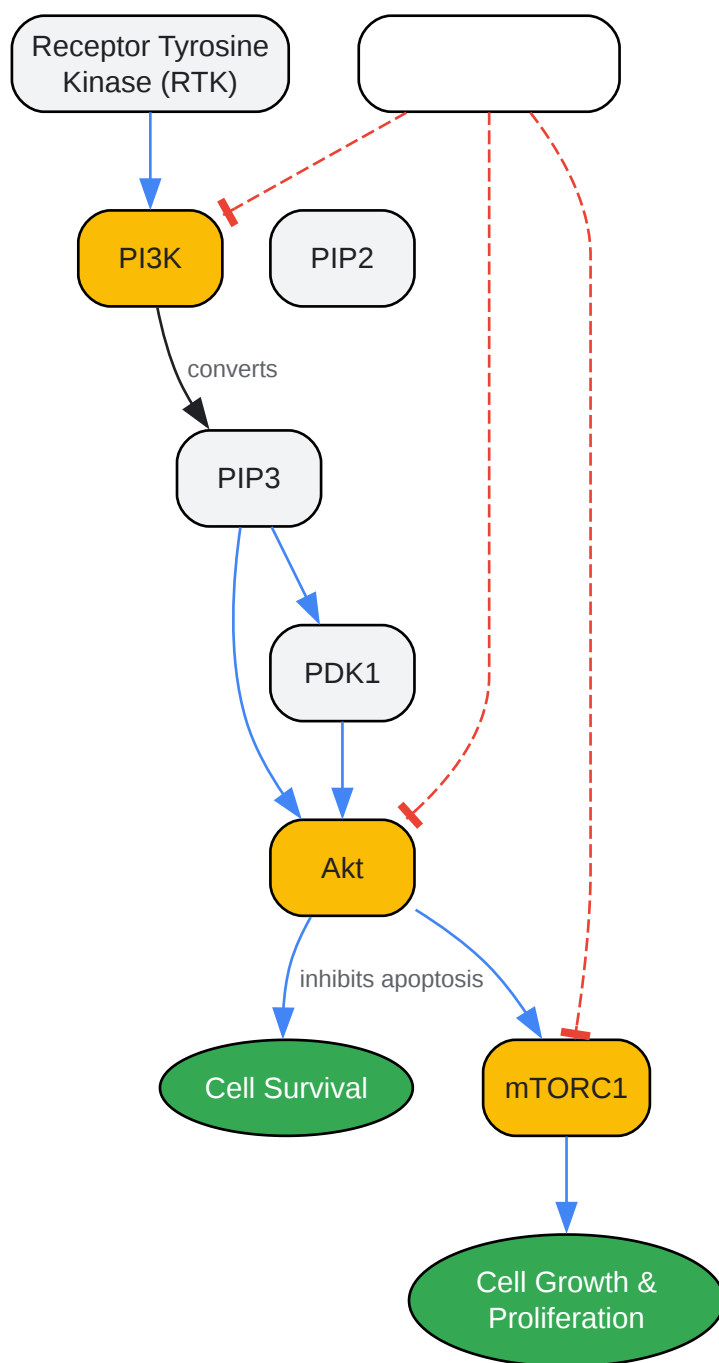 Receptor Tyrosine
Kinase (RTK)
PI3K
PIP2
converts
PIP3
PDK1
Akt
inhibits apoptosis
Cell Survival
mTORC1
Cell Growth &
Proliferation